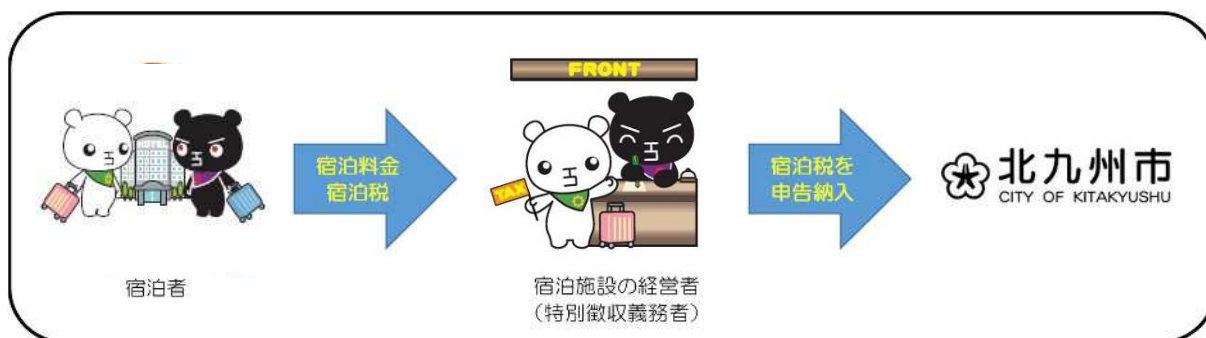 FRONT
HOTEL
宿泊料金
宿泊税
TAX
宿泊税を
申告納入
北九州市
CITY OF KITAKYUSHU
宿泊者
宿泊施設の経営者
(特別徴収義務者)